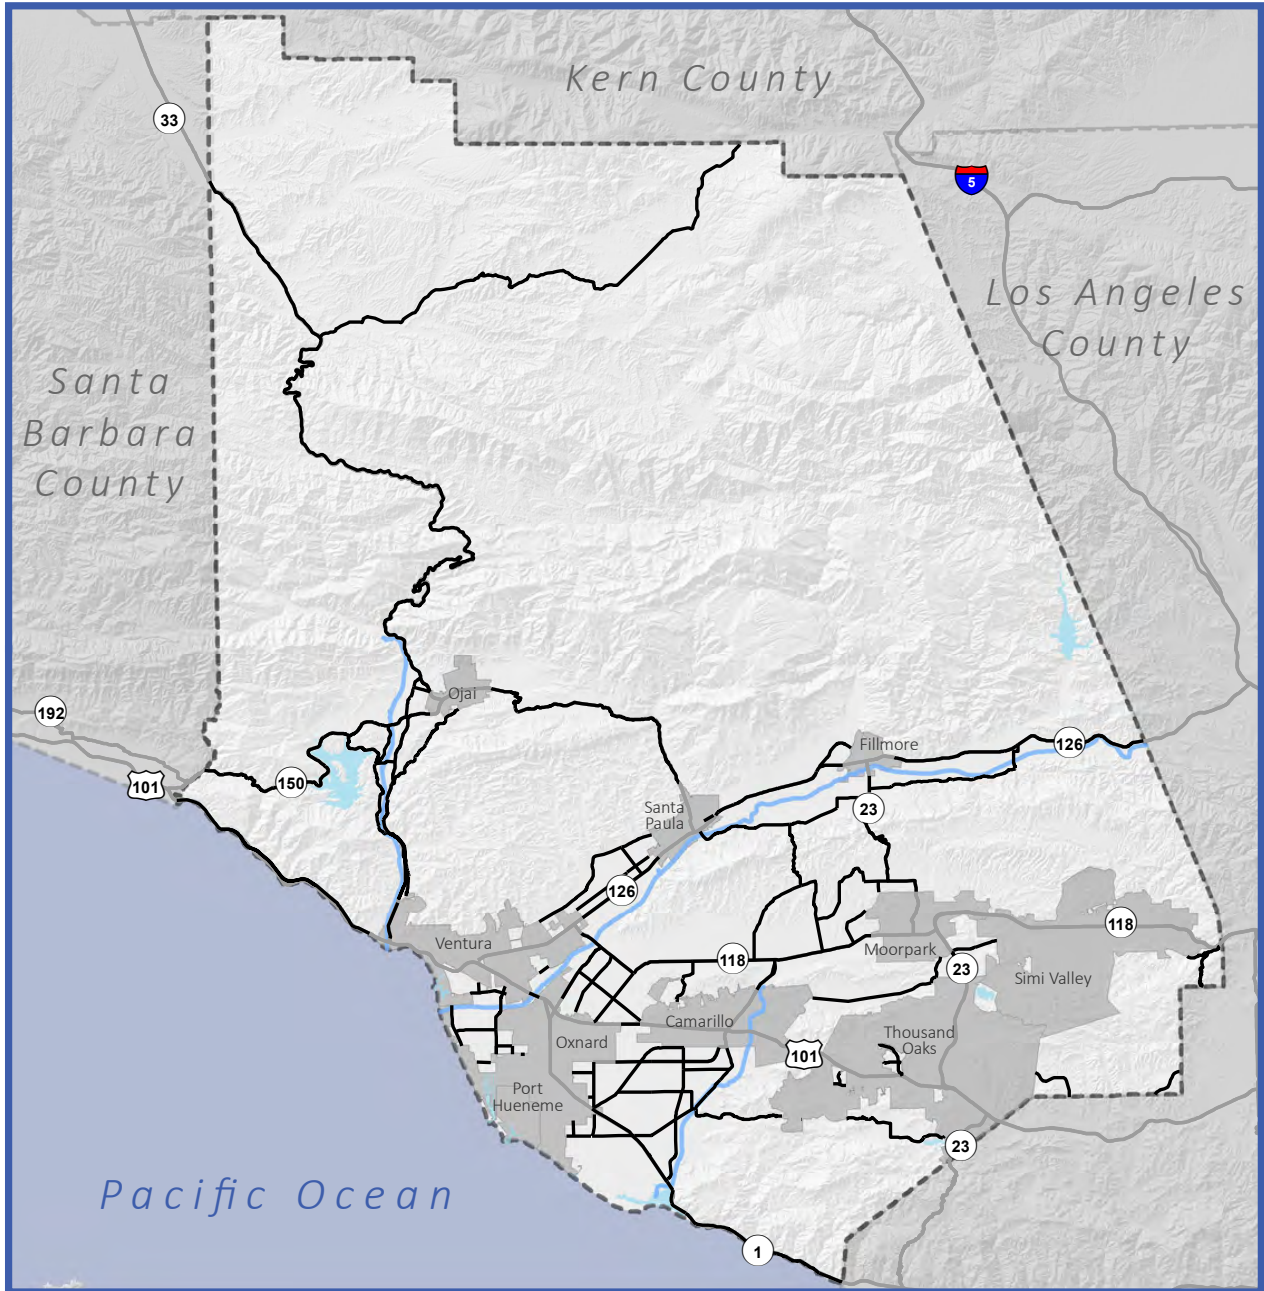 Kern County
33
5
Los Angeles
County
Santa
Barbara
County
Ojai
192
Fillmore
126
101
150
Santa
Paula
23
126
118
Ventura
118
Moorpark
23
Simi Valley
Camarillo
Thousand
Oaks
Oxnard
101
Port
Hueneme
23
Pacific Ocean
1